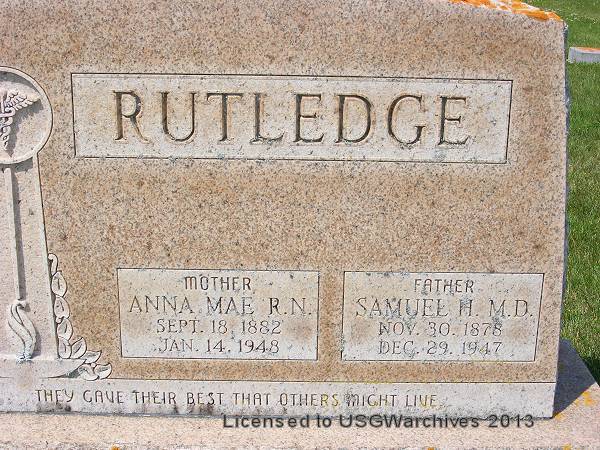 RUTLEDGE
MOTHER
ANNA MAE R.N.
SEPT. 18, 1882
JAN. 14, 1948
FATHER
SAMUEL H. M.D.
NOV. 30, 1878
DEC. 29, 1947
THEY GAVE THEIR BEST THAT OTHERS MIGHT LIVE.
Licensed to USGWarchives 2013